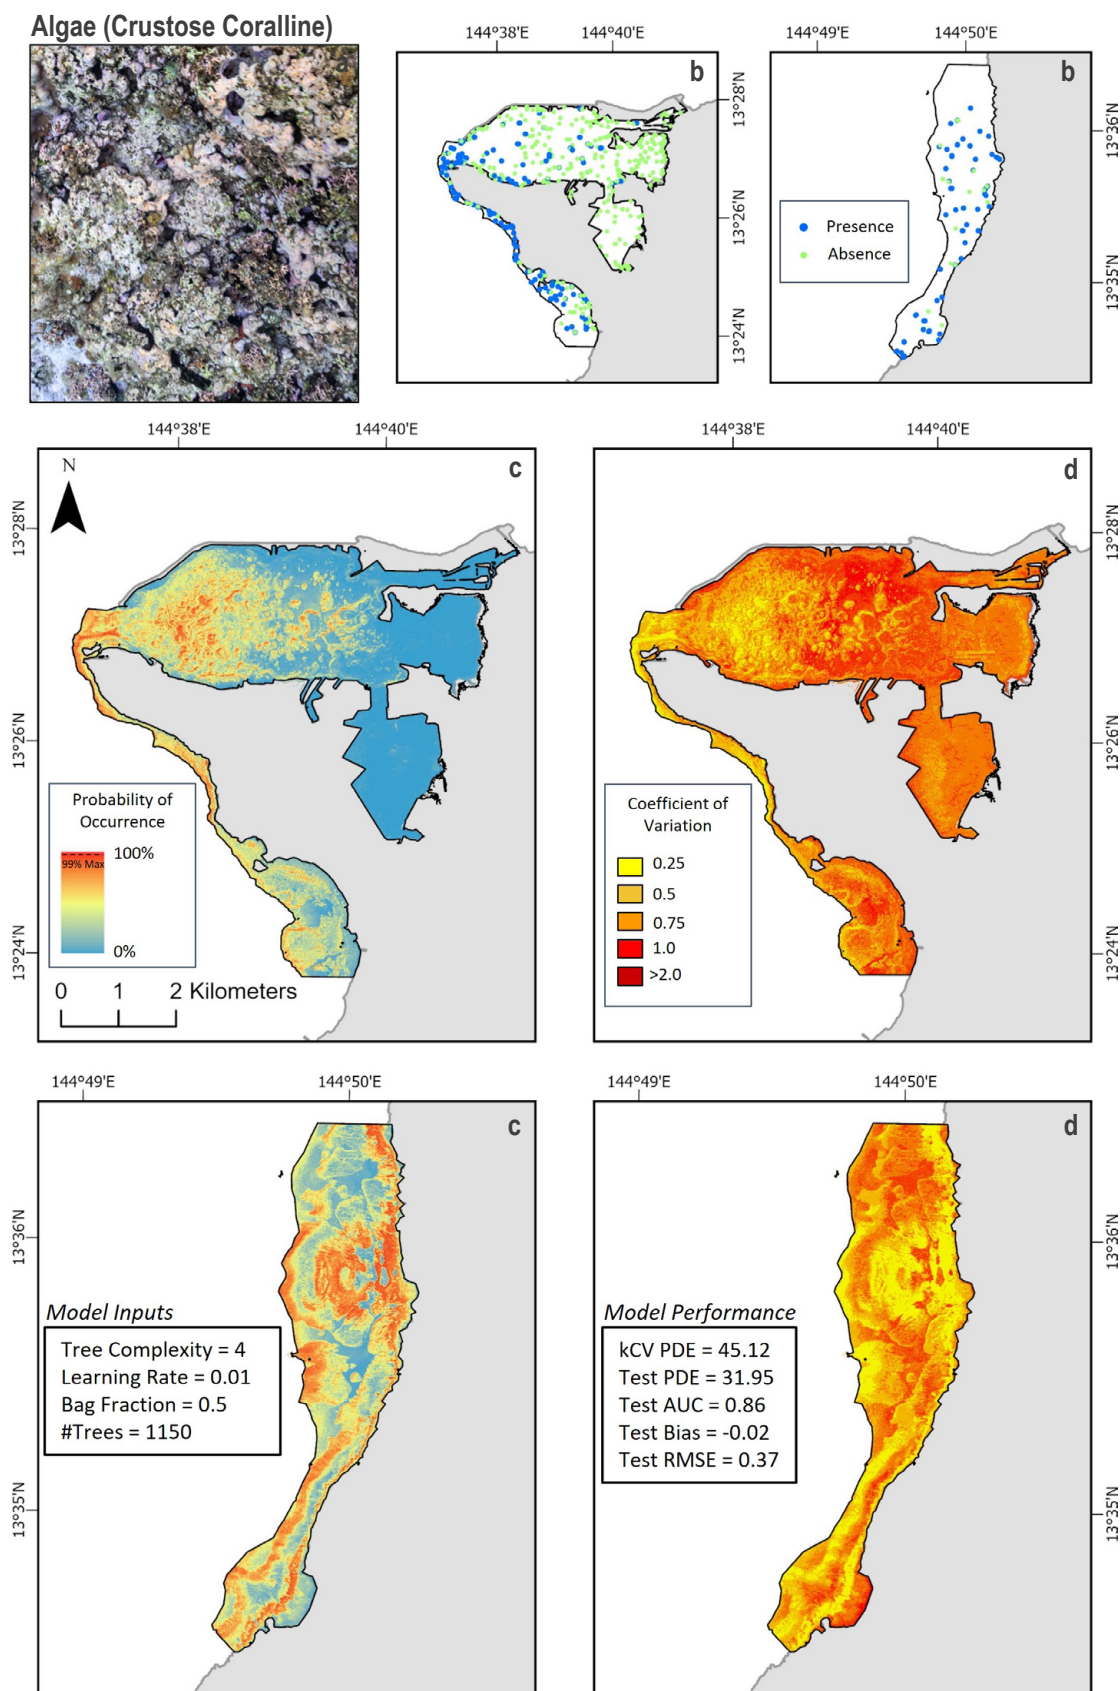 Algae (Crustose Coralline)
144°38'E
144°40'E
b
13°28'N
13°26'N
13°24'N
144°49'E
144°50'E
b
Presence
Absence
13°36'N
13°35'N
144°38'E
144°40'E
c
N
13°28'N
13°26'N
13°24'N
Probability of
Occurrence
100%
99% Max
0%
0 1 2 Kilometers
144°38'E
144°40'E
d
13°28'N
13°26'N
13°24'N
Coefficient of
Variation
0.25
0.5
0.75
1.0
>2.0
144°49'E
144°50'E
c
13°36'N
13°35'N
Model Inputs
Tree Complexity = 4
Learning Rate = 0.01
Bag Fraction = 0.5
#Trees = 1150
144°49'E
144°50'E
d
13°36'N
13°35'N
Model Performance
kCV PDE = 45.12
Test PDE = 31.95
Test AUC = 0.86
Test Bias = -0.02
Test RMSE = 0.37